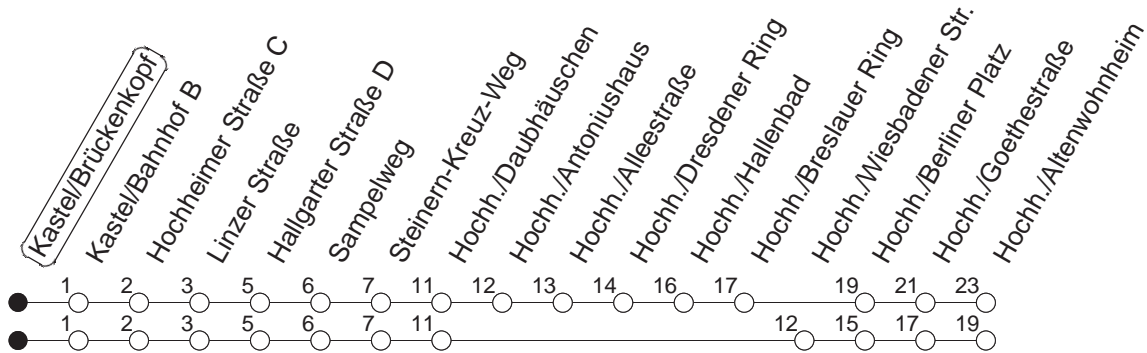 Kastel/Brückenkopf
Kastel/Bahnhof B
Hochheimer Straße C
Linzer Straße
Hallgarter Straße D
Sampelweg
Steinern-Kreuz-Weg
Hochh./Daubhäuschen
Hochh./Antoniushaus
Hochh./Alleestraße
Hochh./Dresdener Ring
Hochh./Hallenbad
Hochh./Breslauer Ring
Hochh./Wiesbadener Str.
Hochh./Berliner Platz
Hochh./Goethestraße
Hochh./Altenwohnheim
1 2 3 5 6 7 11 12 13 14 16 17 19 21 23
1 2 3 5 6 7 11 12 15 17 19